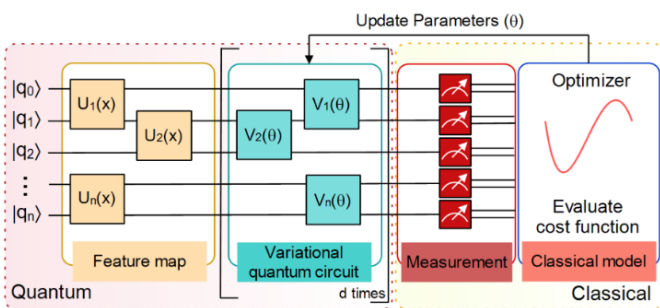 Update Parameters (θ)
|q₀⟩
|q₁⟩
|q₂⟩
⋮
|qₙ⟩
U₁(x)
U₂(x)
Uₙ(x)
V₁(θ)
V₂(θ)
Vₙ(θ)
Optimizer
Evaluate
cost function
Feature map
Variational
quantum circuit
Measurement
Classical model
Quantum
d times
Classical